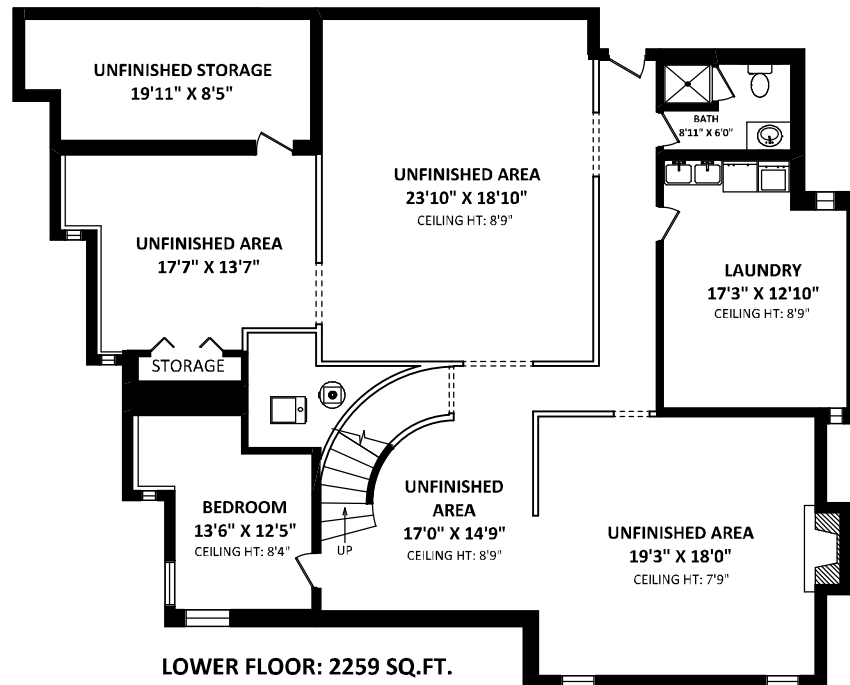 UNFINISHED STORAGE
19'11" X 8'5"
BATH
8'11" X 6'0"
UNFINISHED AREA
23'10" X 18'10"
CEILING HT: 8'9"
UNFINISHED AREA
17'7" X 13'7"
LAUNDRY
17'3" X 12'10"
CEILING HT: 8'9"
STORAGE
BEDROOM
13'6" X 12'5"
CEILING HT: 8'4"
UP
UNFINISHED
AREA
17'0" X 14'9"
CEILING HT: 8'9"
UNFINISHED AREA
19'3" X 18'0"
CEILING HT: 7'9"
LOWER FLOOR: 2259 SQ.FT.